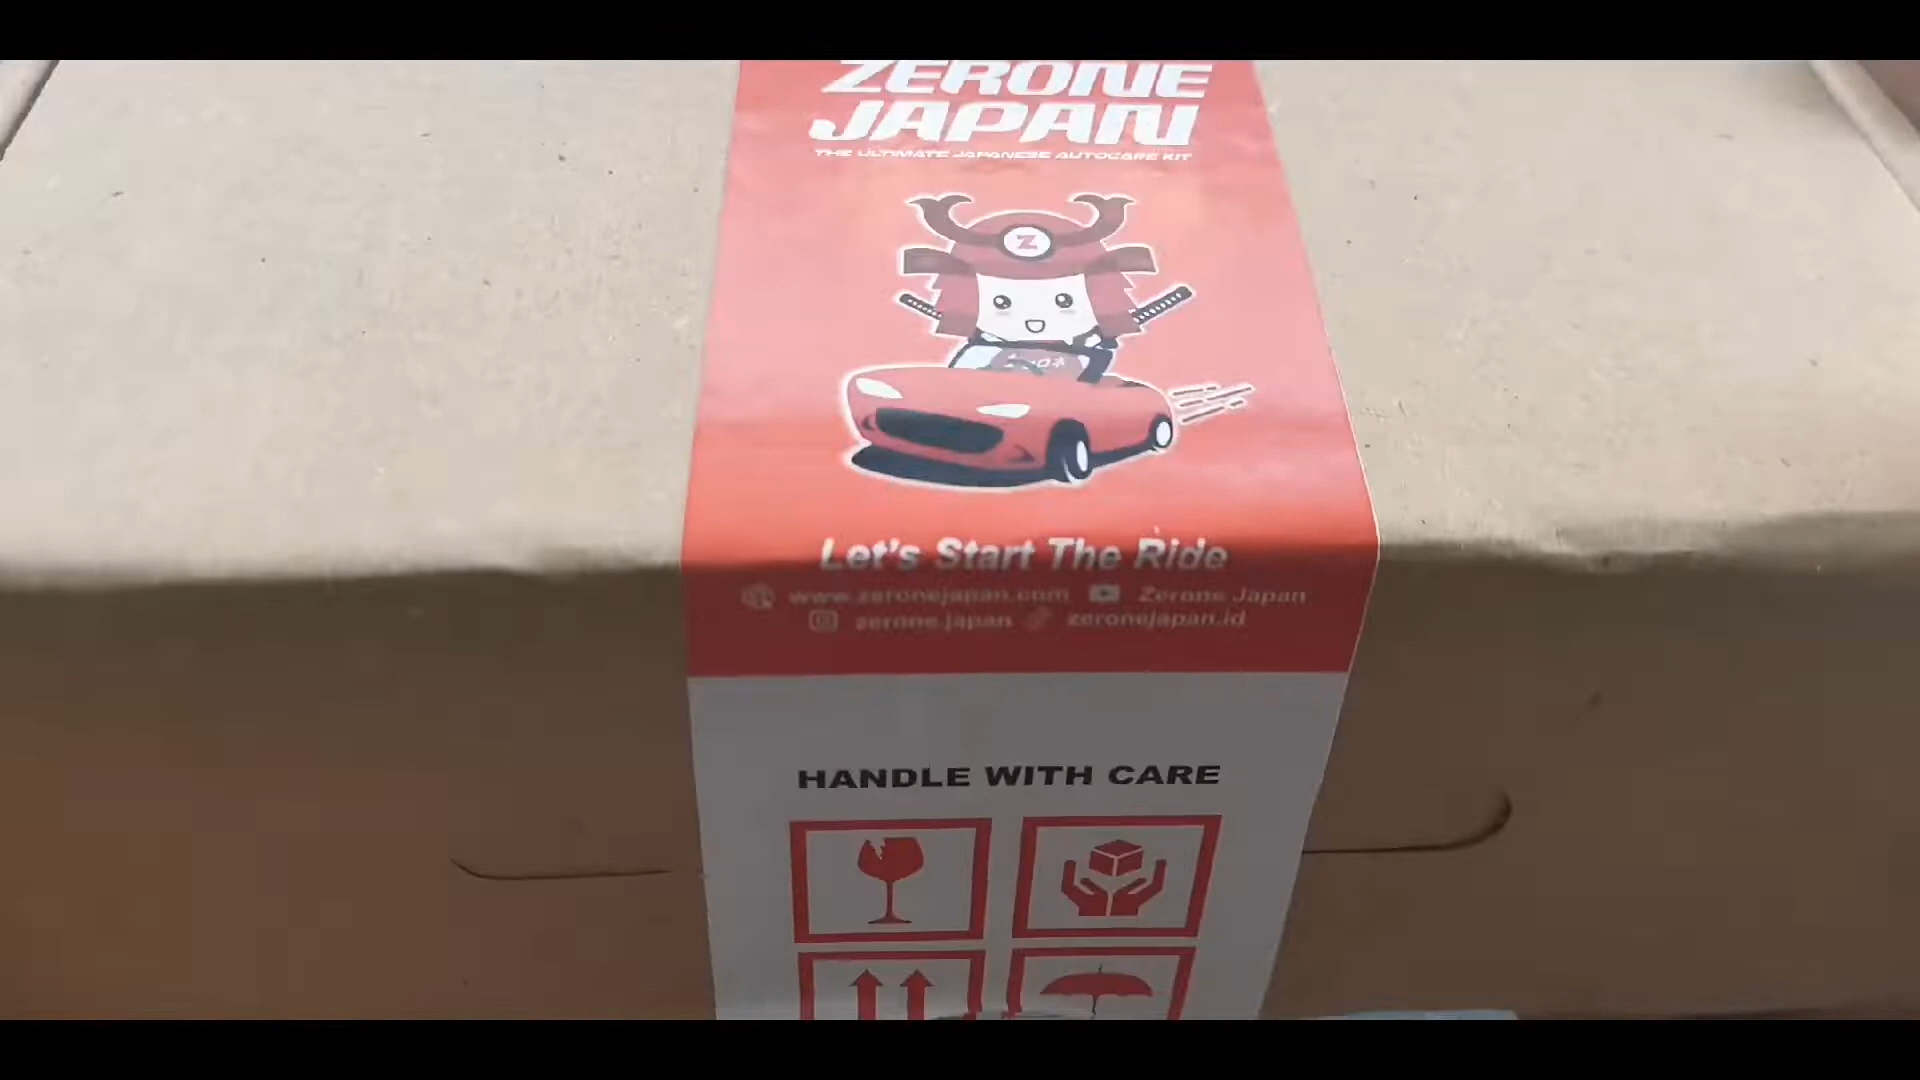 ZERONE
JAPAN
THE ULTIMATE JAPANESE AUTOCARE KIT
Z
Let's Start The Ride
www.zeronejapan.com Zerone Japan
zerone.japan zeronejapan.id
HANDLE WITH CARE